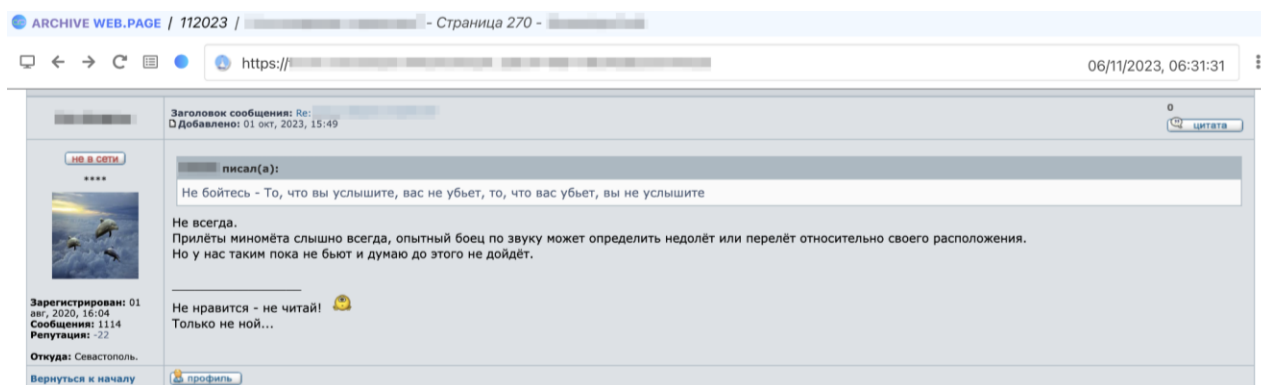 ARCHIVE WEB.PAGE / 112023 / - Страница 270 -
https:// 06/11/2023, 06:31:31
Заголовок сообщения: Re:
Добавлено: 01 окт, 2023, 15:49
0
цитата
не в сети
****
писал(а):
Не бойтесь - То, что вы услышите, вас не убьет, то, что вас убьет, вы не услышите
Не всегда.
Прилёты миномёта слышно всегда, опытный боец по звуку может определить недолёт или перелёт относительно своего расположения.
Но у нас таким пока не бьют и думаю до этого не дойдёт.
Не нравится - не читай!
Только не ной...
Зарегистрирован: 01
авг, 2020, 16:04
Сообщения: 1114
Репутация: -22
Откуда: Севастополь.
Вернуться к началу
профиль